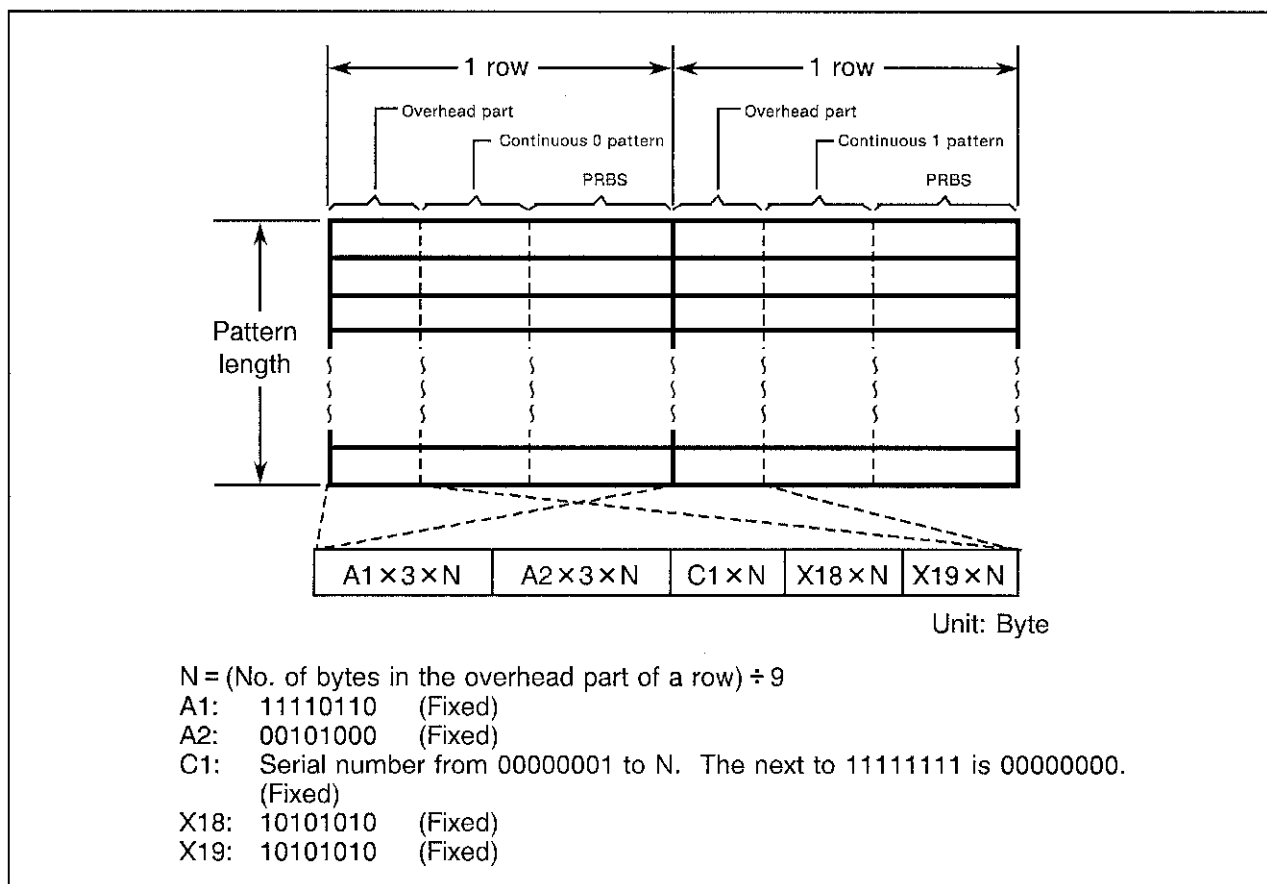 1 row 1 row
Overhead part Overhead part
Continuous 0 pattern Continuous 1 pattern
PRBS PRBS
Pattern
length
A1×3×N A2×3×N C1×N X18×N X19×N
Unit: Byte
N = (No. of bytes in the overhead part of a row) ÷ 9
A1: 11110110 (Fixed)
A2: 00101000 (Fixed)
C1: Serial number from 00000001 to N. The next to 11111111 is 00000000.
(Fixed)
X18: 10101010 (Fixed)
X19: 10101010 (Fixed)